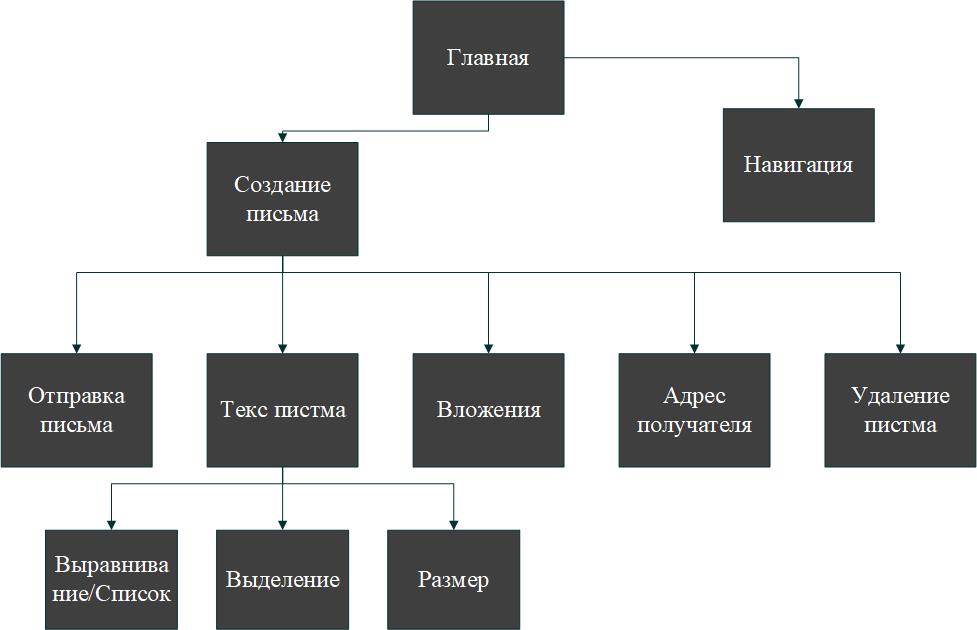 Главная
Навигация
Создание
письма
Отправка
письма
Текс пистма
Вложения
Адрес
получателя
Удаление
пистма
Выравнива
ние/Список
Выделение
Размер